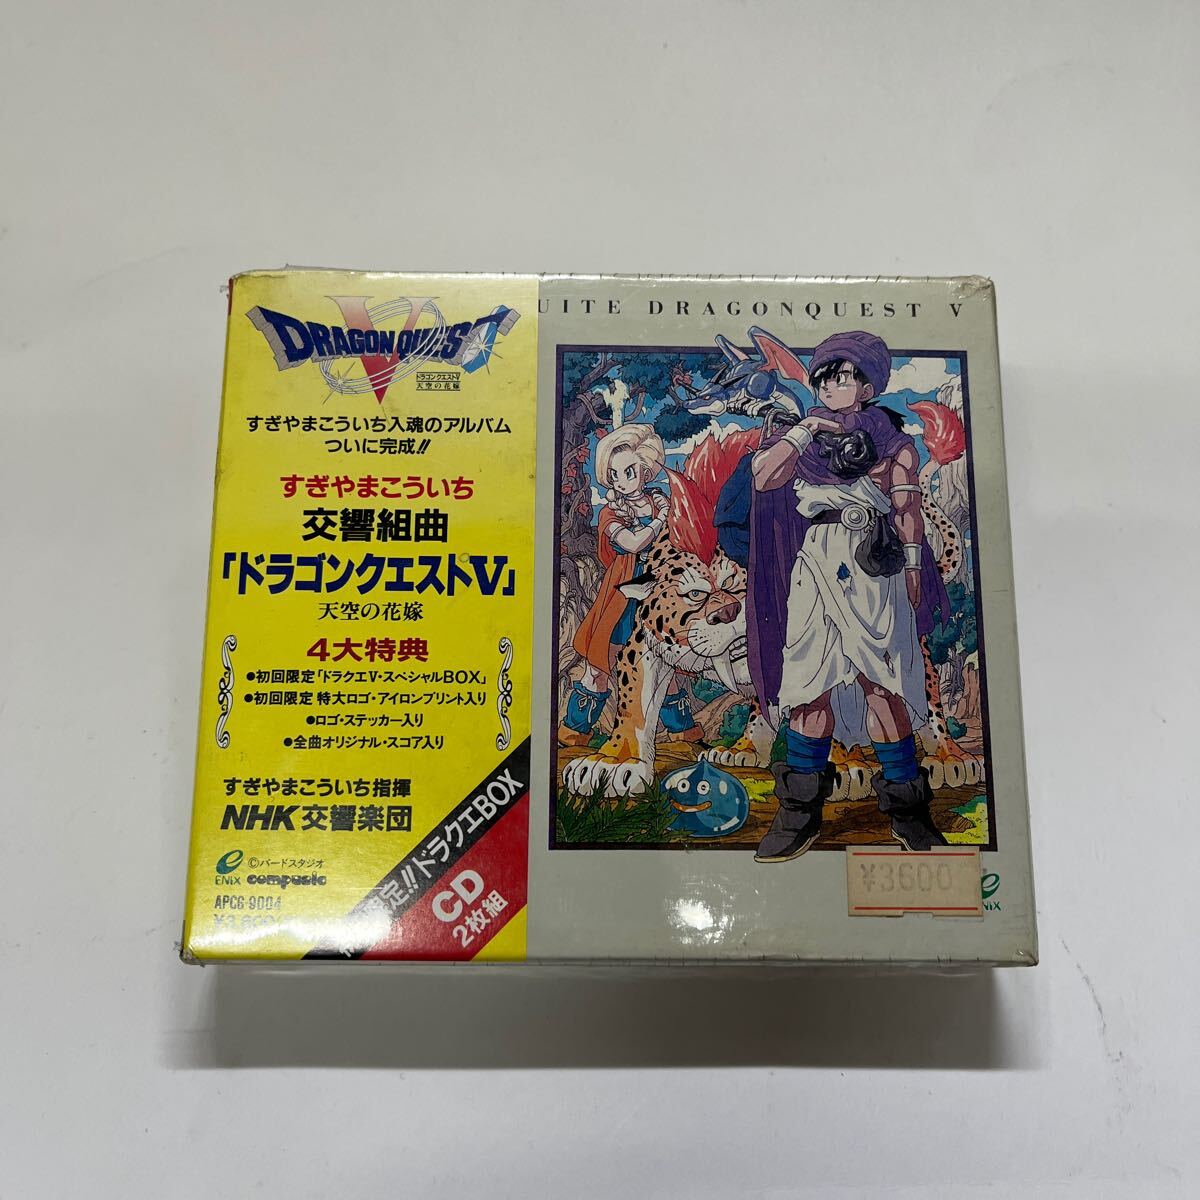 DRAGON QUEST
V
ドラゴンクエストV
天空の花嫁
すぎやまこういち入魂のアルバム
ついに完成!!
すぎやまこういち
交響組曲
「ドラゴンクエストV」
天空の花嫁
4大特典
●初回限定「ドラクエV・スペシャルBOX」
●初回限定 特大ロゴ・アイロンプリント入り
●ロゴ・ステッカー入り
●全曲オリジナル・スコア入り
すぎやまこういち指揮
NHK交響楽団
ENIX
©バードスタジオ
compusic
APCG-9004
!!ドラクエBOX
CD
2枚組
UITE DRAGONQUEST V
¥3600
NIX